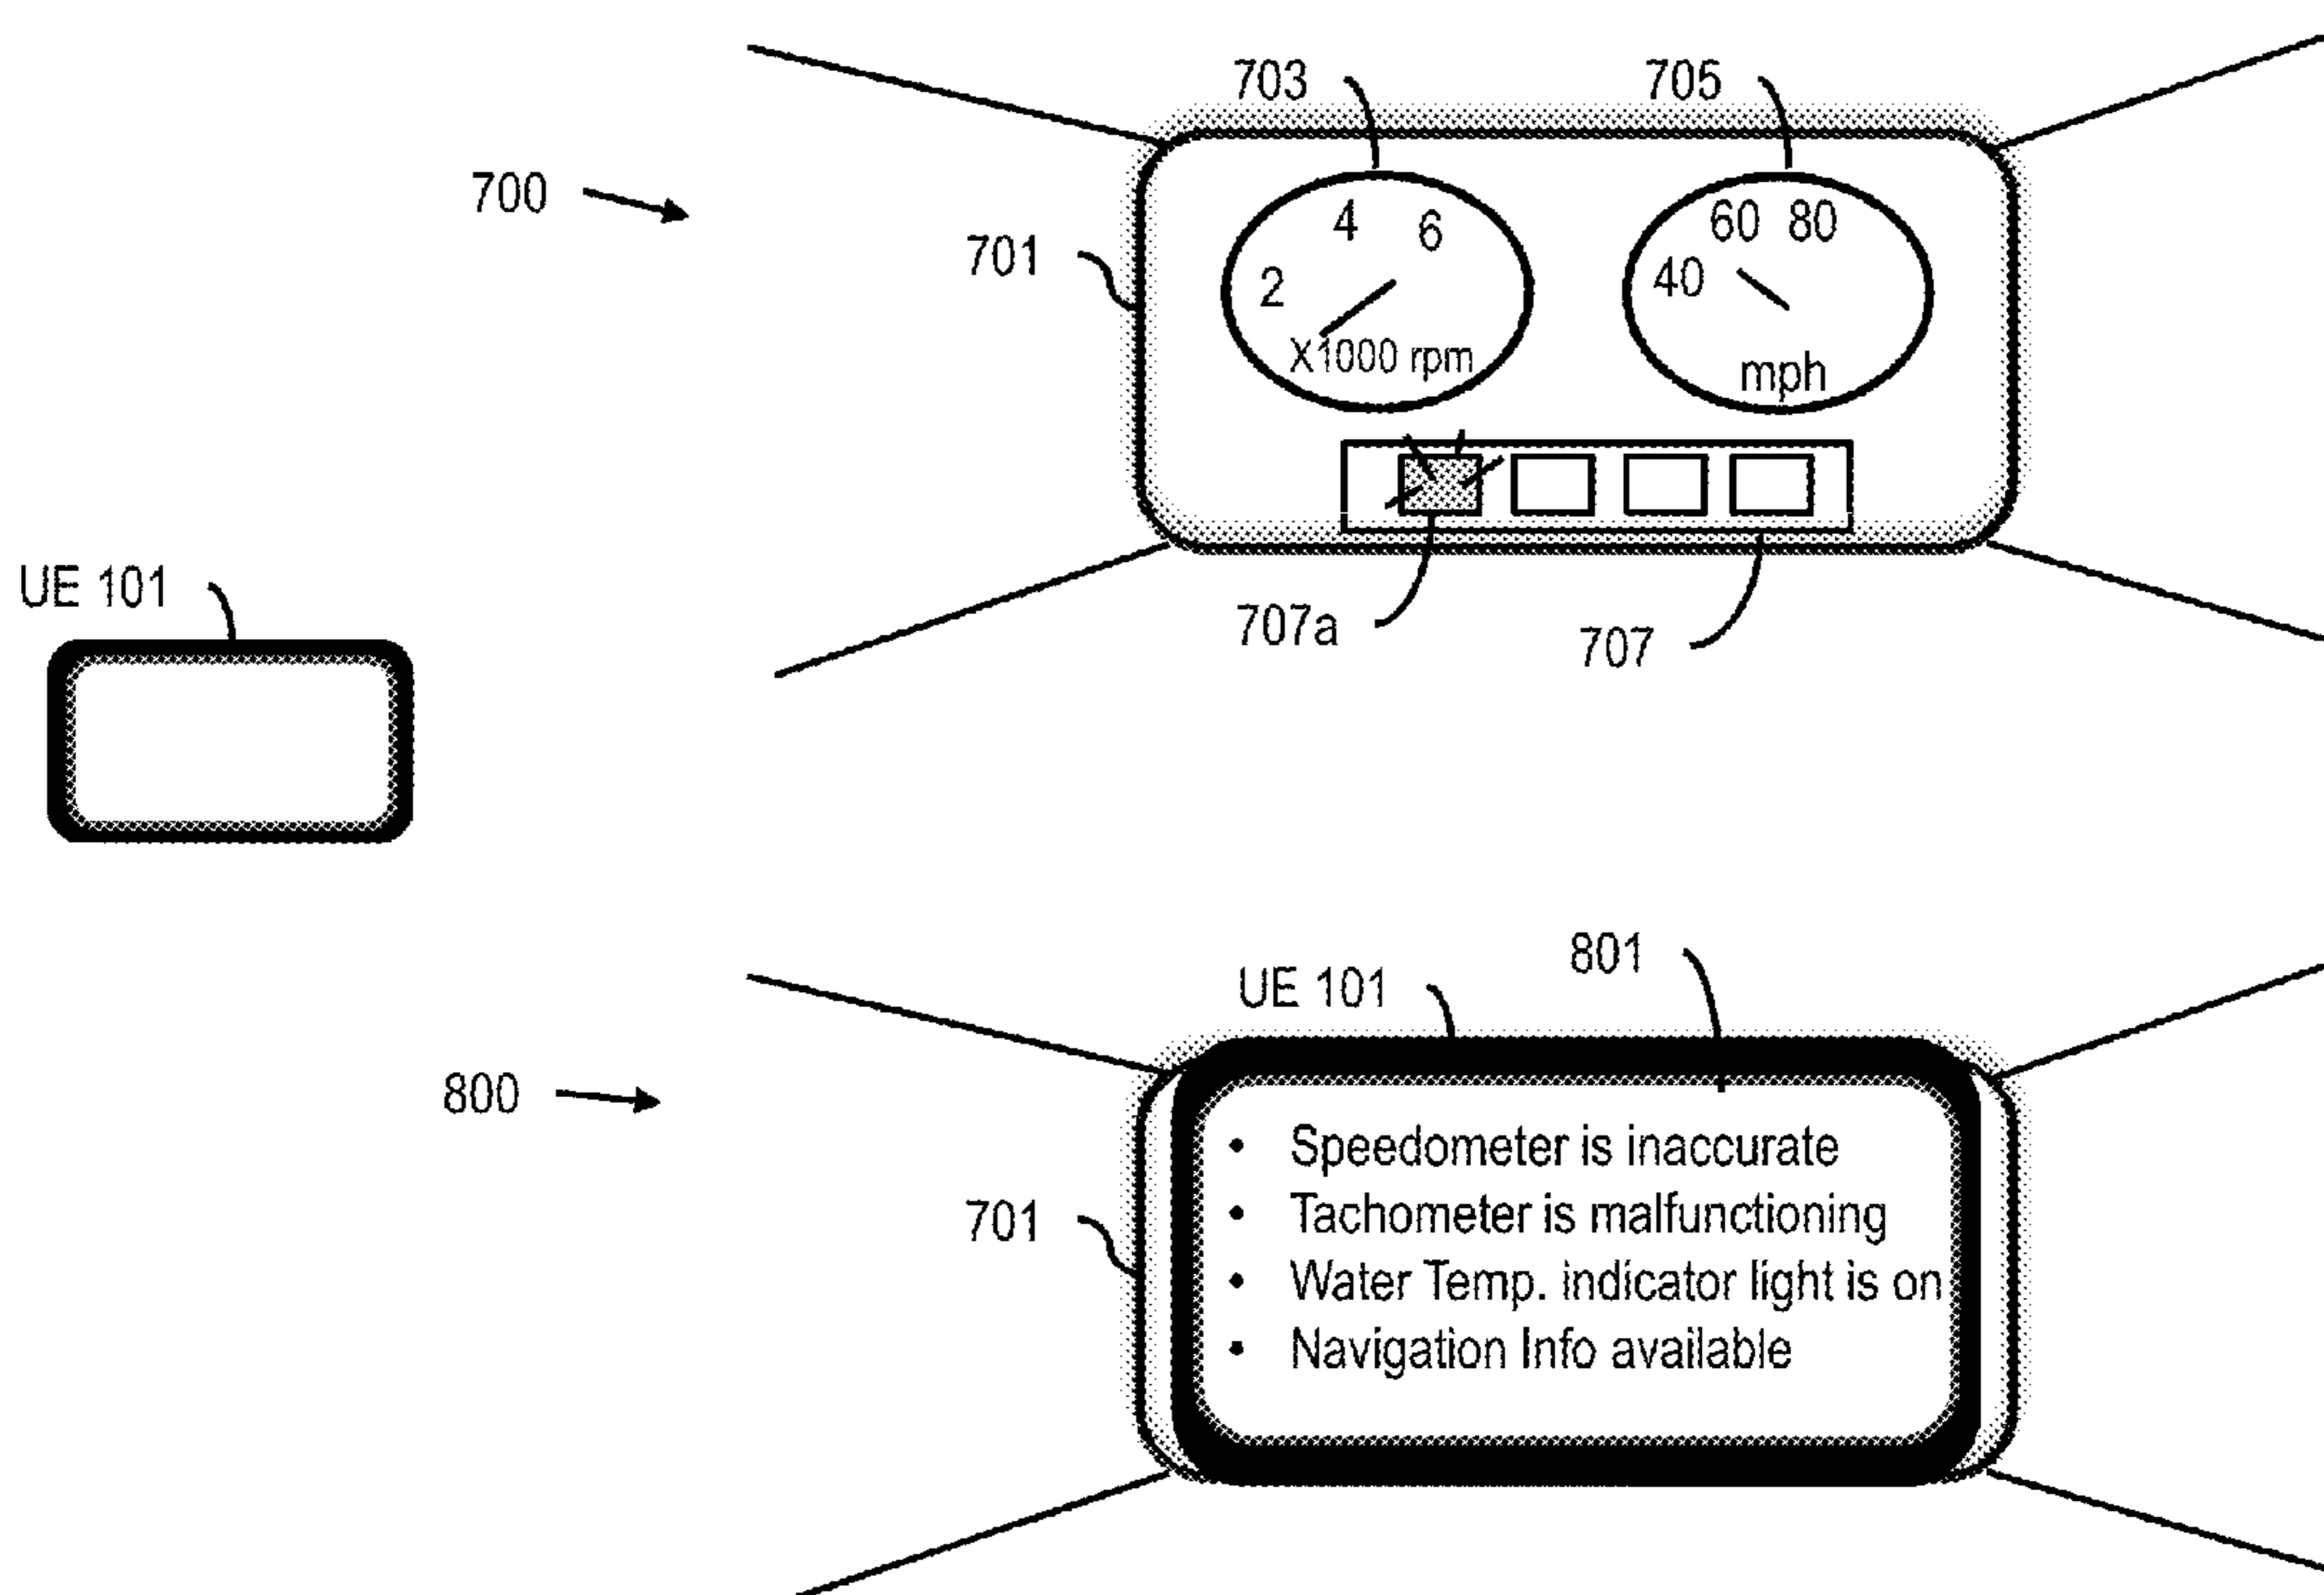 703
705
700
701
4
6
2
X1000 rpm
60 80
40
mph
UE 101
707a
707
801
UE 101
800
701
• Speedometer is inaccurate
• Tachometer is malfunctioning
• Water Temp. indicator light is on
• Navigation Info available